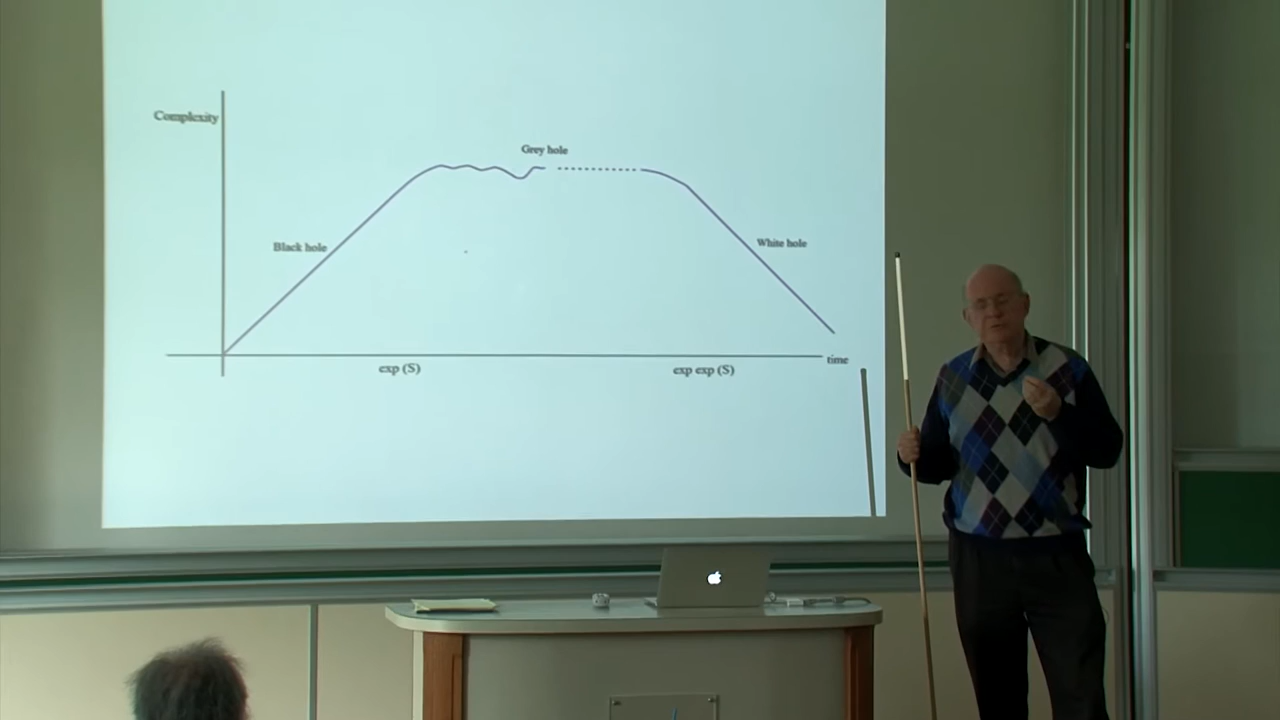 Complexity
Grey hole
Black hole
White hole
time
exp (S)
exp exp (S)